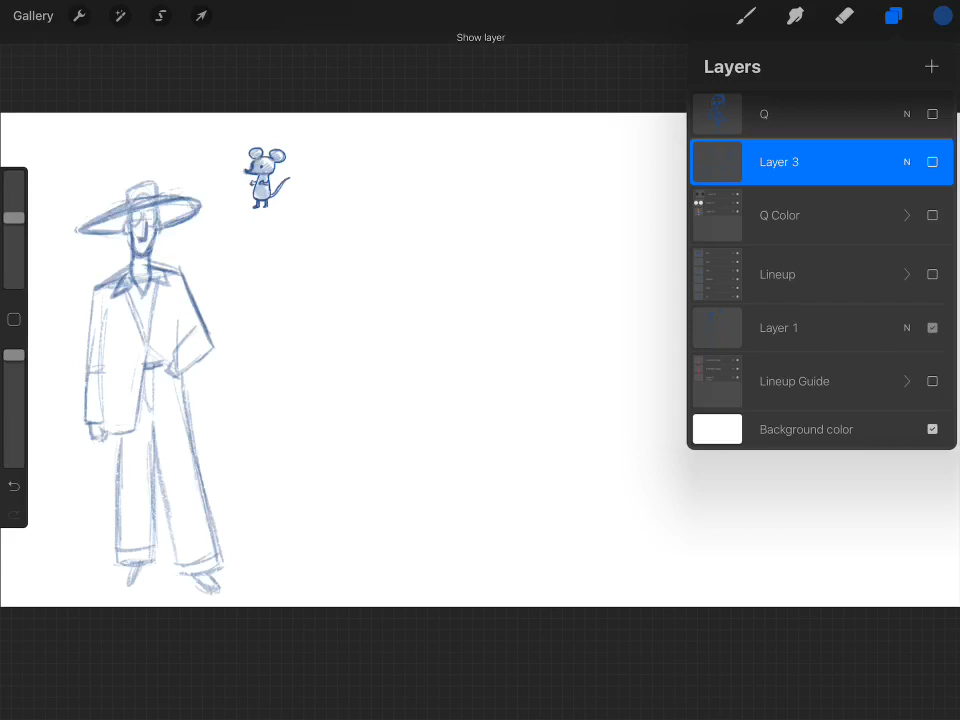 Gallery
Show layer
Layers
Q N
Layer 3 N
Q Color
Lineup
Layer 1 N
Lineup Guide
Background color